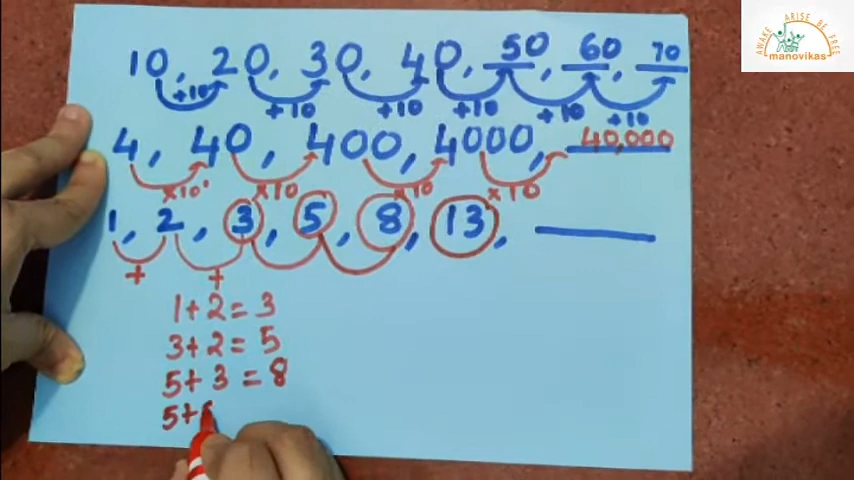 AWAKE ARISE BE FREE
manovikas
10, 20, 30, 40, 50, 60, 70
+10 +10 +10 +10 +10 +10
4, 40, 400, 4000, 40,000
×10 ×10 ×10 ×10
1, 2, 3, 5, 8, 13,
+ +
1+2=3
3+2=5
5+3=8
5+